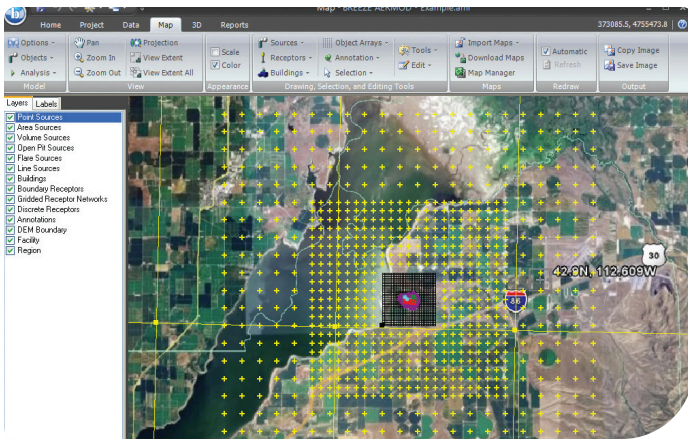 Map - BREEZE AERMOD - Example.aml
Home Project Data Map 3D Reports 373085.5, 4755473.8
Options Pan Projection Scale Sources Object Arrays Tools Import Maps Automatic Copy Image
Objects Zoom In View Extent Color Receptors Annotation Edit Download Maps Refresh Save Image
Analysis Zoom Out View Extent All Buildings Selection Map Manager
Model View Appearance Drawing, Selection, and Editing Tools Maps Redraw Output
Layers Labels
Point Sources
Area Sources
Volume Sources
Open Pit Sources
Flare Sources
Line Sources
Buildings
Boundary Receptors
Gridded Receptor Networks
Discrete Receptors
Annotations
DEM Boundary
Facility
Region
30
42.9N, 112.609W
86